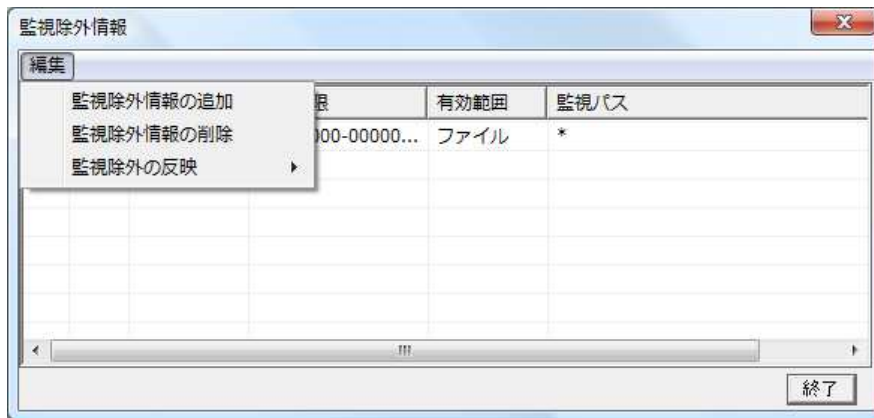 監視除外情報
編集
監視除外情報の追加
監視除外情報の削除
監視除外の反映
限 有効範囲 監視パス
000-00000... ファイル *
終了